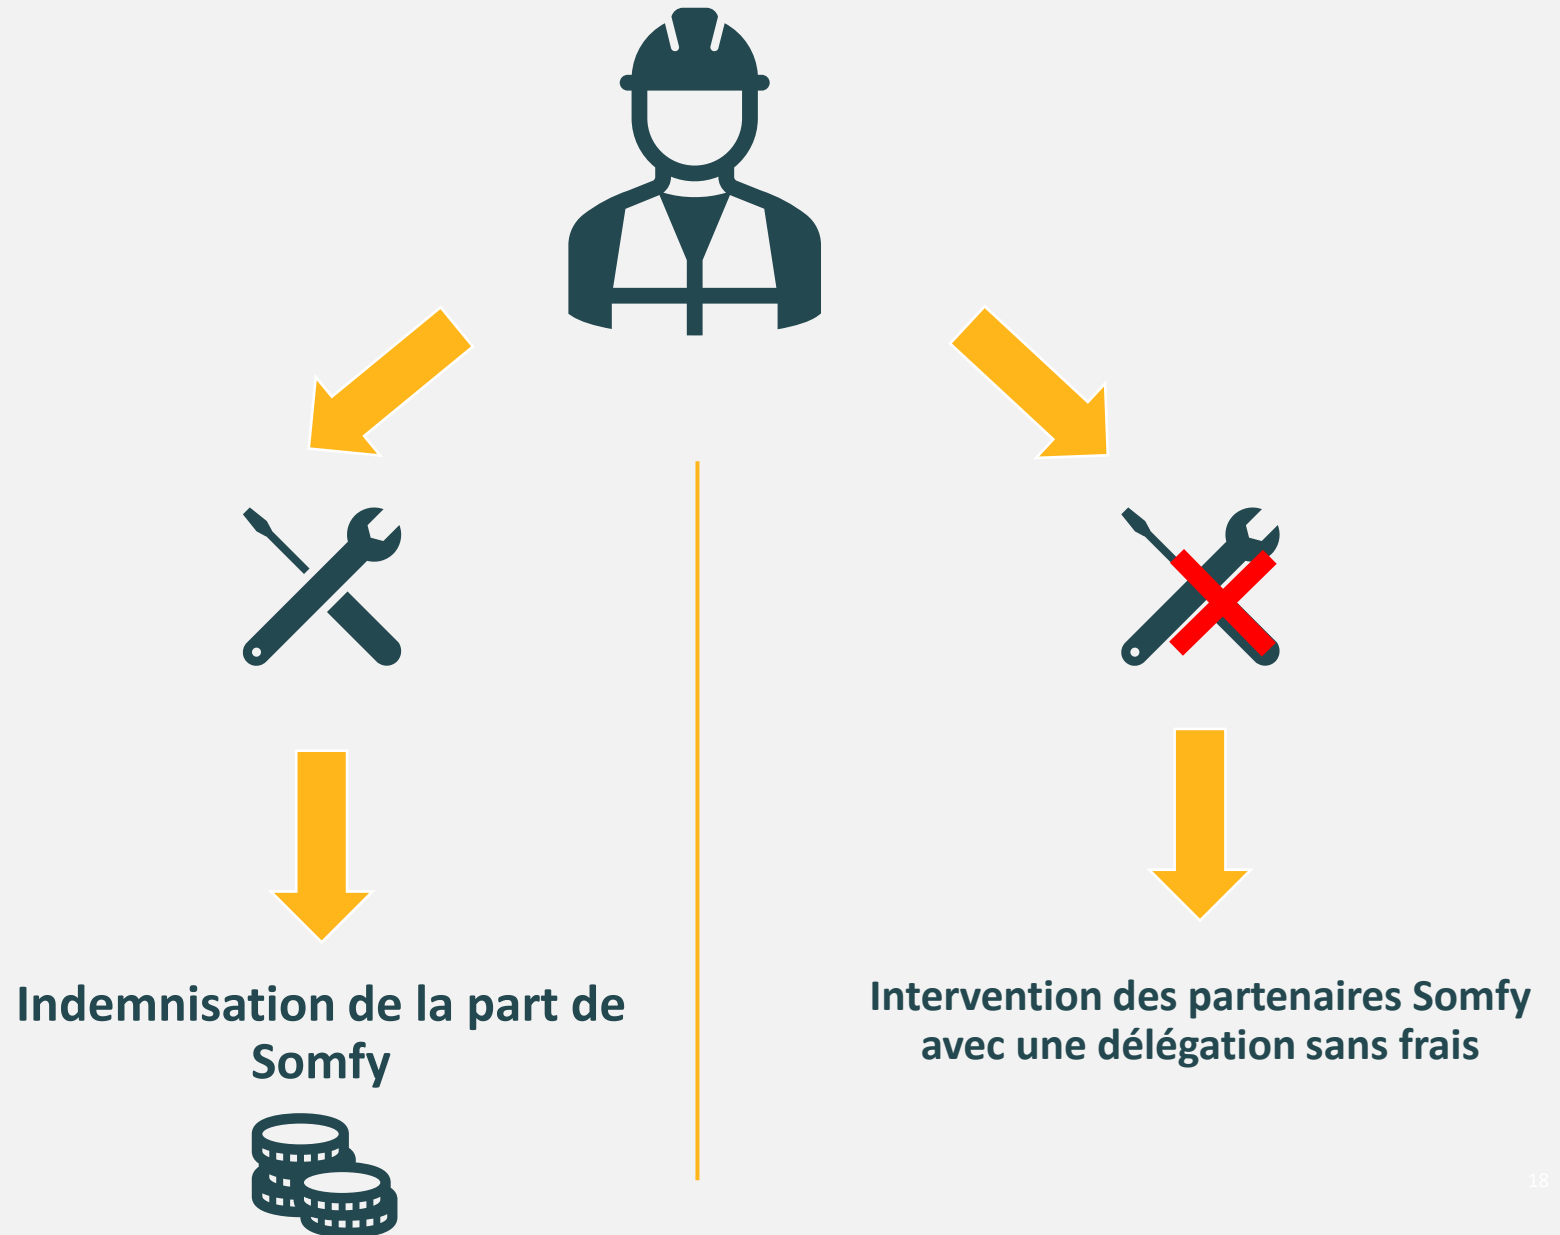 Indemnisation de la part de
Somfy
Intervention des partenaires Somfy
avec une délégation sans frais
18